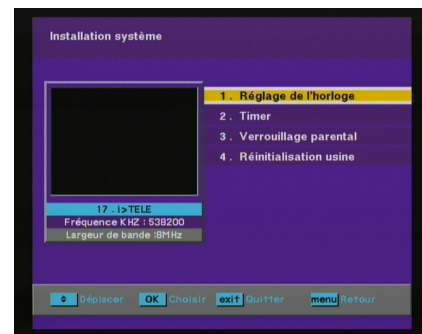 Installation système
1 . Réglage de l'horloge
2 . Timer
3 . Verrouillage parental
4 . Réinitialisation usine
17 . i>TELE
Fréquence KHZ : 538200
Largeur de bande :8MHz
Déplacer OK Choisir exit Quitter menu Retour